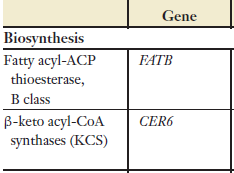 Gene
Biosynthesis
Fatty acyl-ACP FATB
thioesterase,
B class
β-keto acyl-CoA CER6
synthases (KCS)